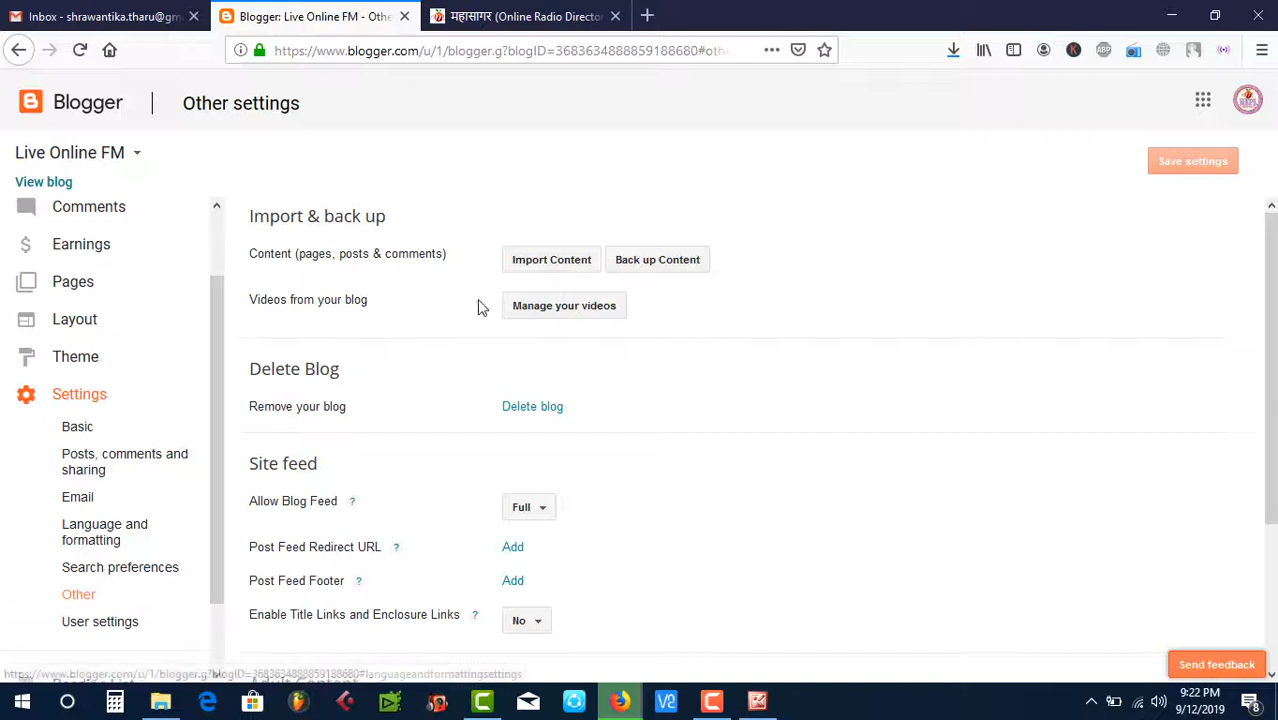 Inbox - shrawantika.tharu@gm
Blogger: Live Online FM - Othe
महासागर (Online Radio Director
https://www.blogger.com/u/1/blogger.g?blogID=3683634888859188680#oth
ABP
Blogger
Other settings
Live Online FM
View blog
Save settings
Comments
Earnings
Pages
Layout
Theme
Settings
Basic
Posts, comments and
sharing
Email
Language and
formatting
Search preferences
Other
User settings
Import & back up
Content (pages, posts & comments)
Import Content
Back up Content
Videos from your blog
Manage your videos
Delete Blog
Remove your blog
Delete blog
Site feed
Allow Blog Feed ?
Full
Post Feed Redirect URL ?
Add
Post Feed Footer ?
Add
Enable Title Links and Enclosure Links ?
No
Send feedback
https://www.blogger.com/u/1/blogger.g?blogID=3683634888859188680#languageandformattingsettings
9:22 PM
9/12/2019
8